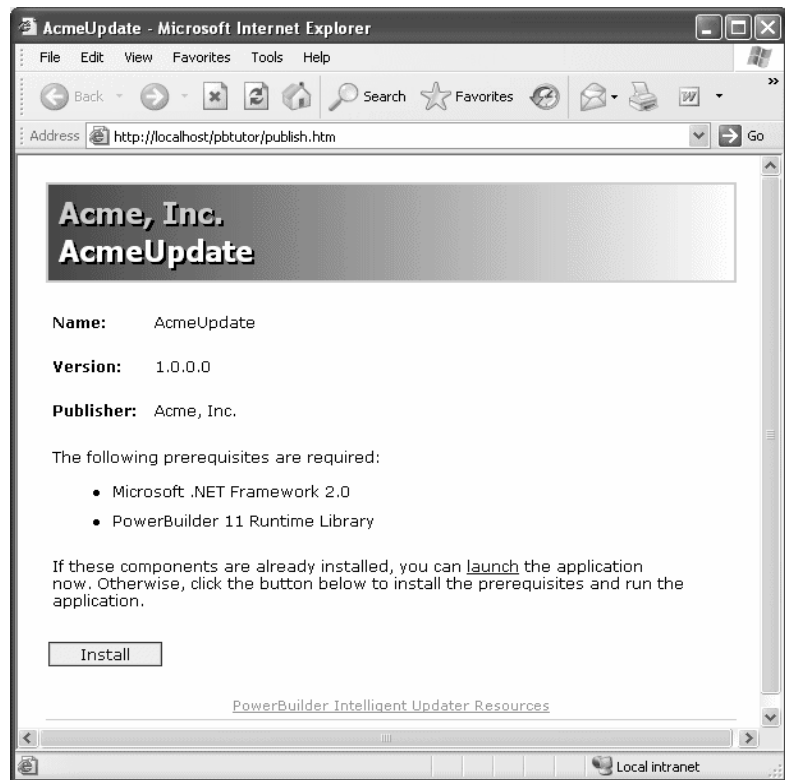 AcmeUpdate - Microsoft Internet Explorer
File Edit View Favorites Tools Help
Back Search Favorites W »
Address http://localhost/pbtutor/publish.htm Go
Acme, Inc.
AcmeUpdate
Name: AcmeUpdate
Version: 1.0.0.0
Publisher: Acme, Inc.
The following prerequisites are required:
• Microsoft .NET Framework 2.0
• PowerBuilder 11 Runtime Library
If these components are already installed, you can launch the application
now. Otherwise, click the button below to install the prerequisites and run the
application.
Install
PowerBuilder Intelligent Updater Resources
Local intranet